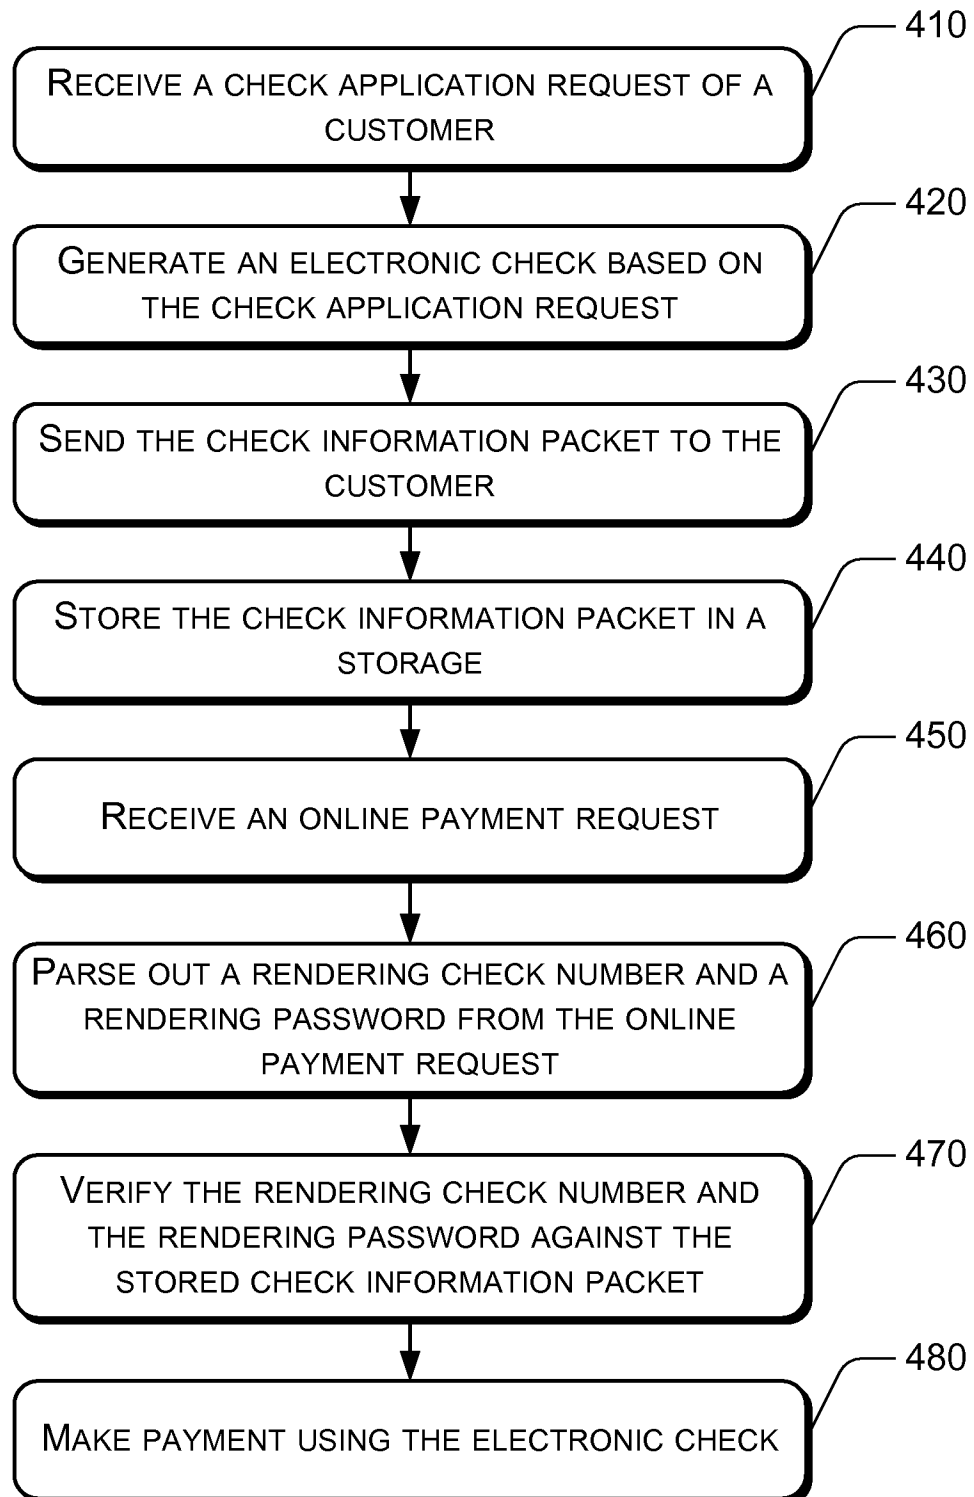 410
RECEIVE A CHECK APPLICATION REQUEST OF A
CUSTOMER
420
GENERATE AN ELECTRONIC CHECK BASED ON
THE CHECK APPLICATION REQUEST
430
SEND THE CHECK INFORMATION PACKET TO THE
CUSTOMER
440
STORE THE CHECK INFORMATION PACKET IN A
STORAGE
450
RECEIVE AN ONLINE PAYMENT REQUEST
460
PARSE OUT A RENDERING CHECK NUMBER AND A
RENDERING PASSWORD FROM THE ONLINE
PAYMENT REQUEST
470
VERIFY THE RENDERING CHECK NUMBER AND
THE RENDERING PASSWORD AGAINST THE
STORED CHECK INFORMATION PACKET
480
MAKE PAYMENT USING THE ELECTRONIC CHECK